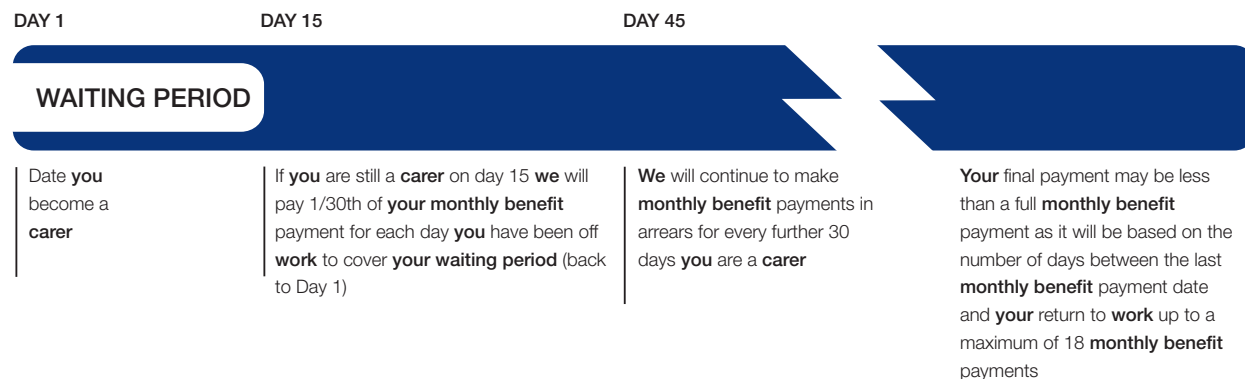 DAY 1
DAY 15
DAY 45
WAITING PERIOD
Date you
become a
carer
If you are still a carer on day 15 we will
pay 1/30th of your monthly benefit
payment for each day you have been off
work to cover your waiting period (back
to Day 1)
We will continue to make
monthly benefit payments in
arrears for every further 30
days you are a carer
Your final payment may be less
than a full monthly benefit
payment as it will be based on the
number of days between the last
monthly benefit payment date
and your return to work up to a
maximum of 18 monthly benefit
payments